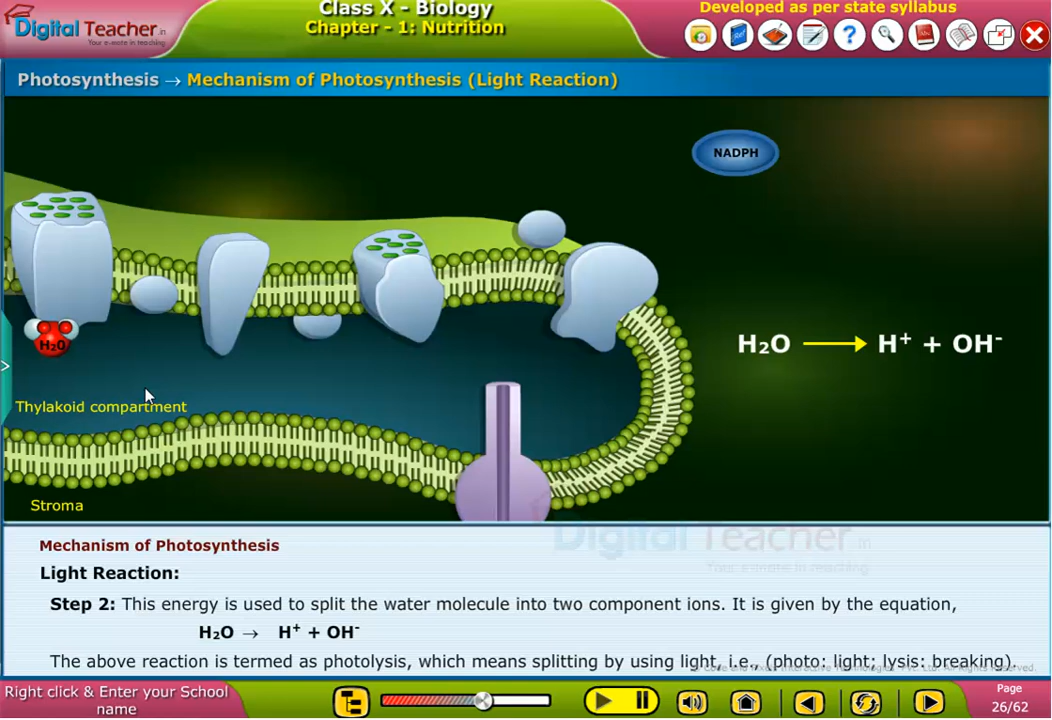 Digital Teacher.in
Your e-mate in teaching
Class X - Biology
Chapter - 1: Nutrition
Developed as per state syllabus
Photosynthesis → Mechanism of Photosynthesis (Light Reaction)
NADPH
H₂O
H₂O → H⁺ + OH⁻
Thylakoid compartment
Stroma
Digital Teacher.in
Mechanism of Photosynthesis
Light Reaction:
Step 2: This energy is used to split the water molecule into two component ions. It is given by the equation,
H₂O → H⁺ + OH⁻
The above reaction is termed as photolysis, which means splitting by using light, i.e., (photo: light; lysis: breaking).
Right click & Enter your School
name
Page
26/62